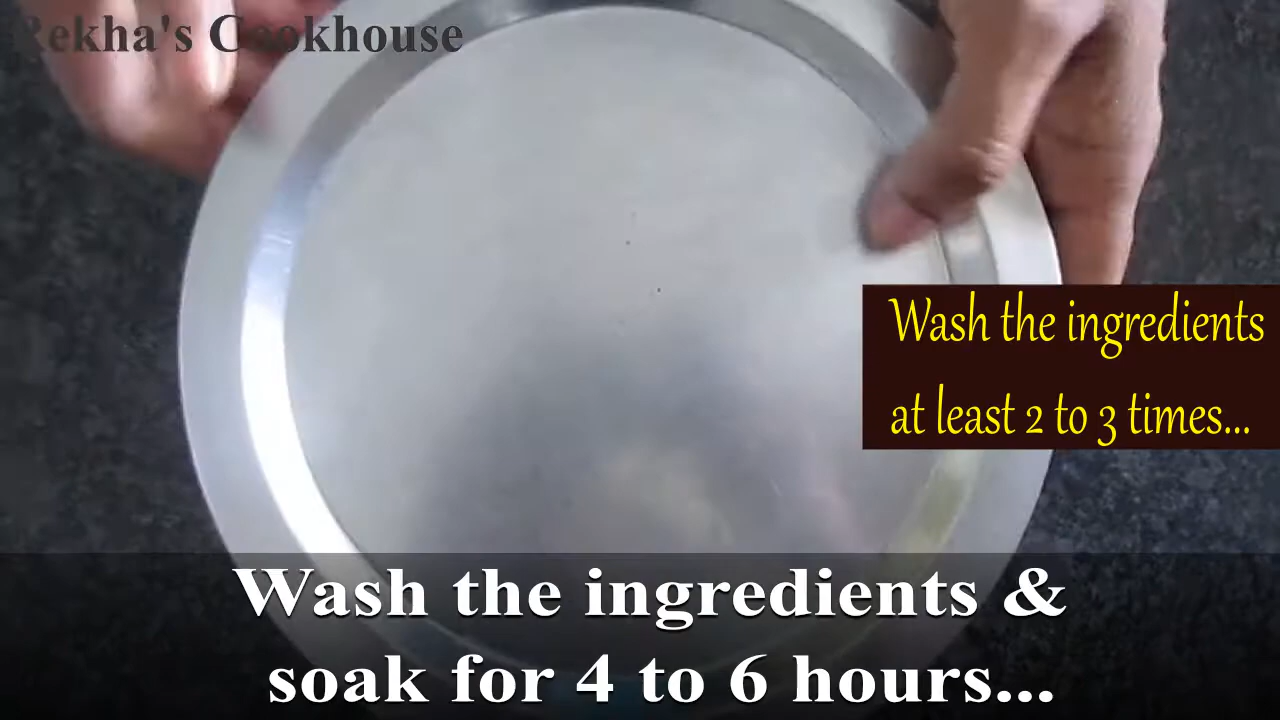 Rekha's Cookhouse
Wash the ingredients
at least 2 to 3 times...
Wash the ingredients &
soak for 4 to 6 hours...